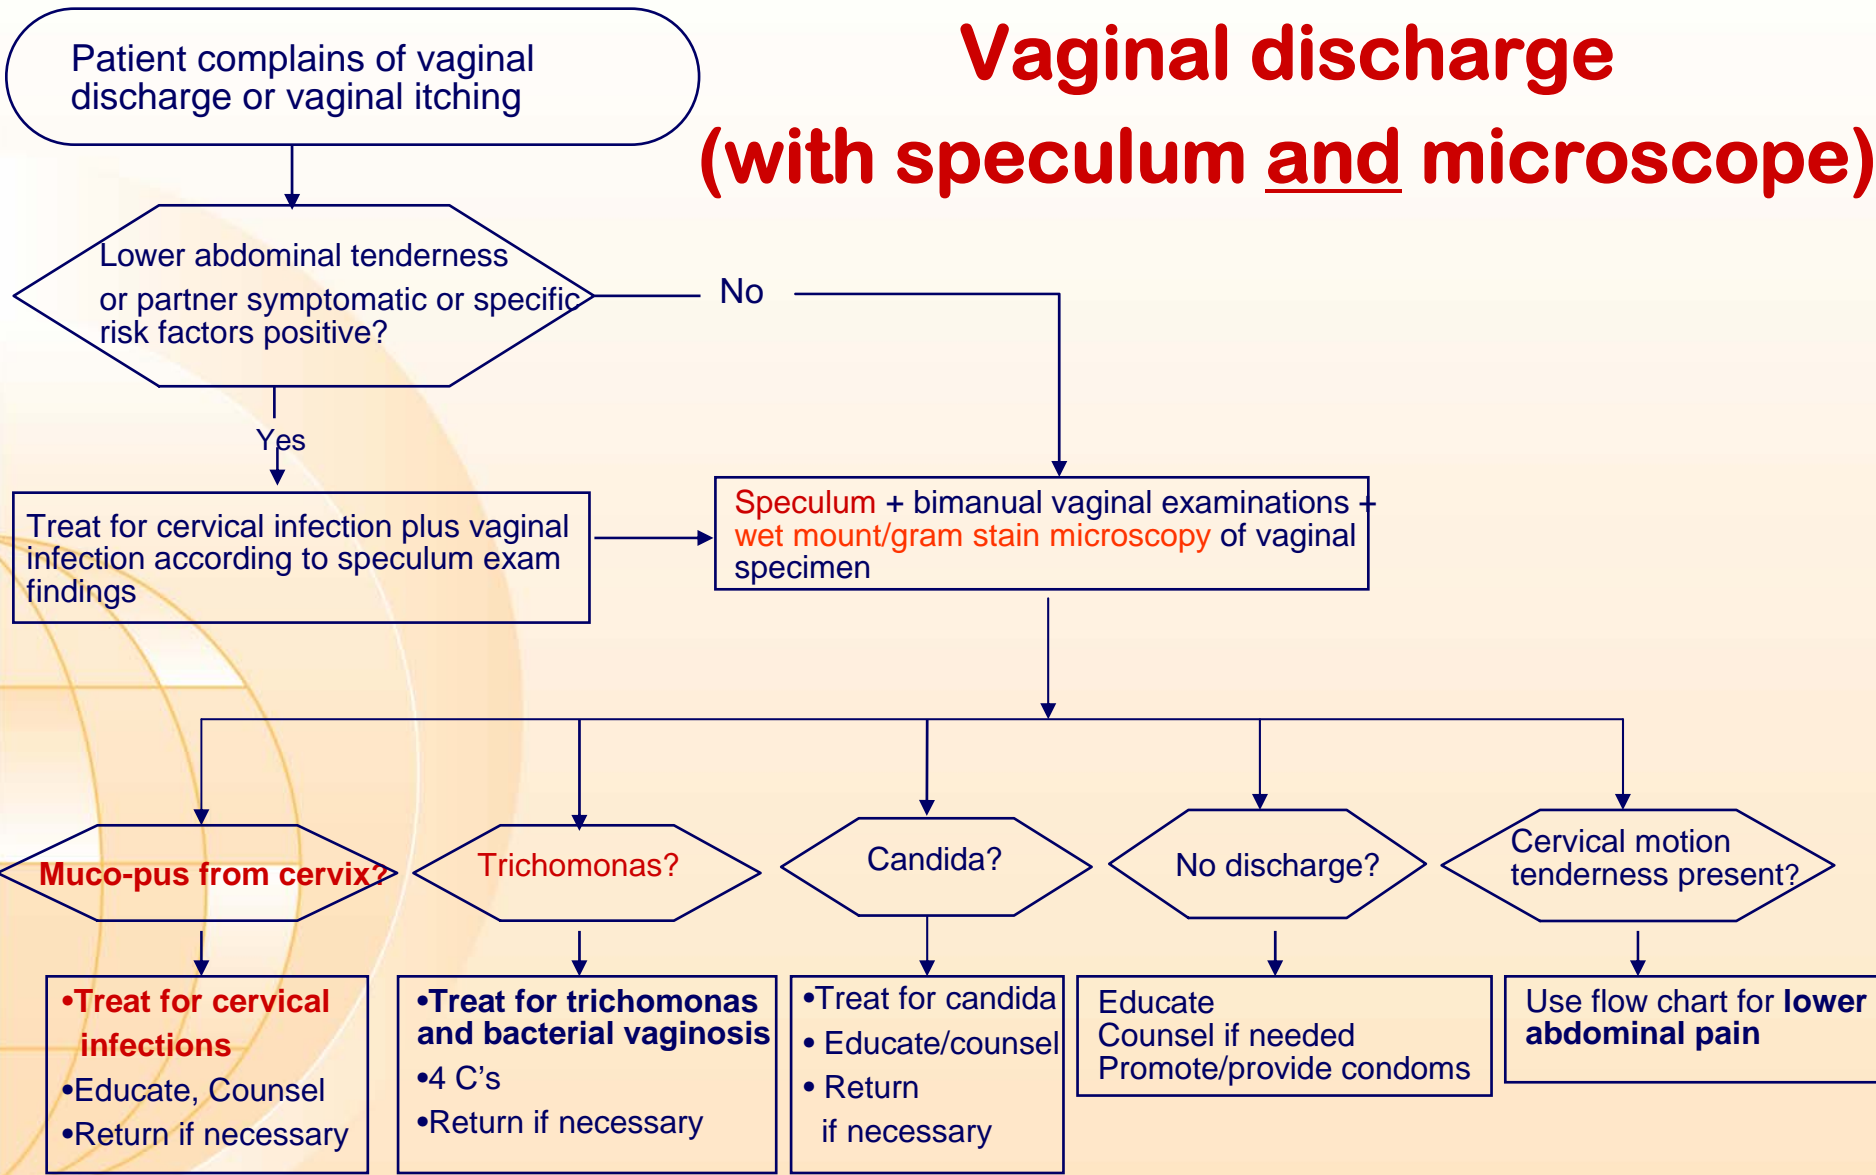 Vaginal discharge
(with speculum and microscope)
Patient complains of vaginal
discharge or vaginal itching
Lower abdominal tenderness
or partner symptomatic or specific
risk factors positive?
No
Yes
Treat for cervical infection plus vaginal
infection according to speculum exam
findings
Speculum + bimanual vaginal examinations +
wet mount/gram stain microscopy of vaginal
specimen
Muco-pus from cervix?
Trichomonas?
Candida?
No discharge?
Cervical motion
tenderness present?
•Treat for cervical
infections
•Educate, Counsel
•Return if necessary
•Treat for trichomonas
and bacterial vaginosis
•4 C's
•Return if necessary
•Treat for candida
• Educate/counsel
• Return
if necessary
Educate
Counsel if needed
Promote/provide condoms
Use flow chart for lower
abdominal pain